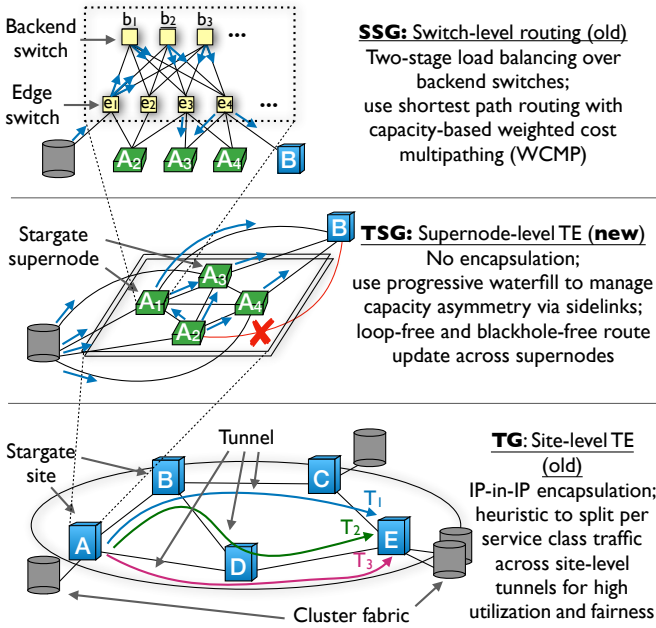 Backend switch
b1 b2 b3 ...
Edge switch
e1 e2 e3 e4 ...
A2 A3 A4 B
SSG: Switch-level routing (old)
Two-stage load balancing over
backend switches;
use shortest path routing with
capacity-based weighted cost
multipathing (WCMP)
Stargate
supernode
B
A3
A1 A4
A2
TSG: Supernode-level TE (new)
No encapsulation;
use progressive waterfill to manage
capacity asymmetry via sidelinks;
loop-free and blackhole-free route
update across supernodes
Stargate
site
Tunnel
B C
T1
A T2 E
D T3
Cluster fabric
TG: Site-level TE
(old)
IP-in-IP encapsulation;
heuristic to split per
service class traffic
across site-level
tunnels for high
utilization and fairness